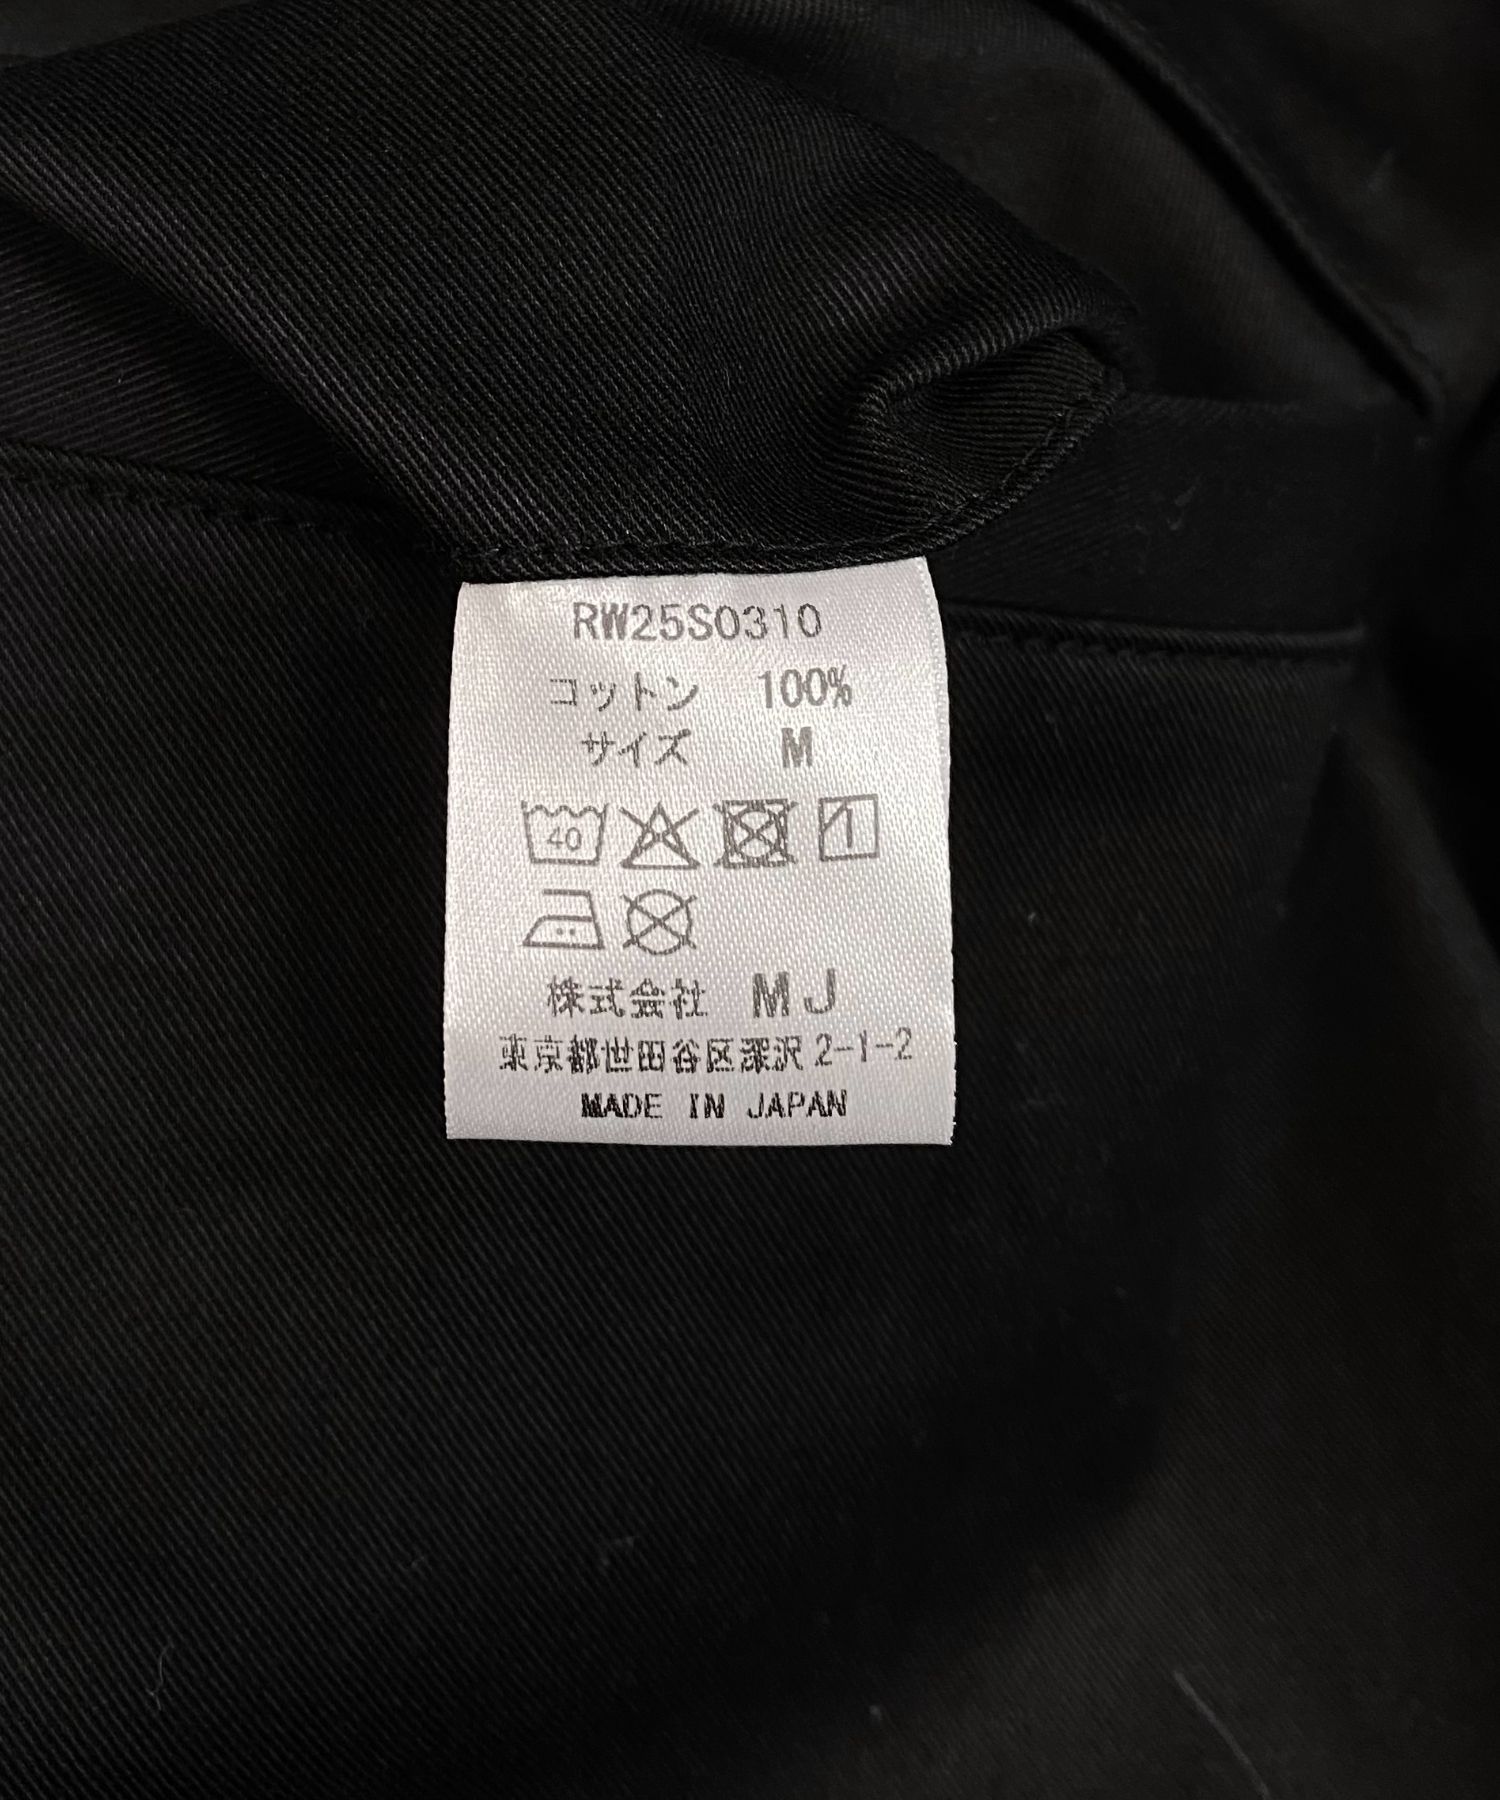 RW25S0310
コットン 100%
サイズ M
40
株式会社 MJ
東京都世田谷区深沢2-1-2
MADE IN JAPAN